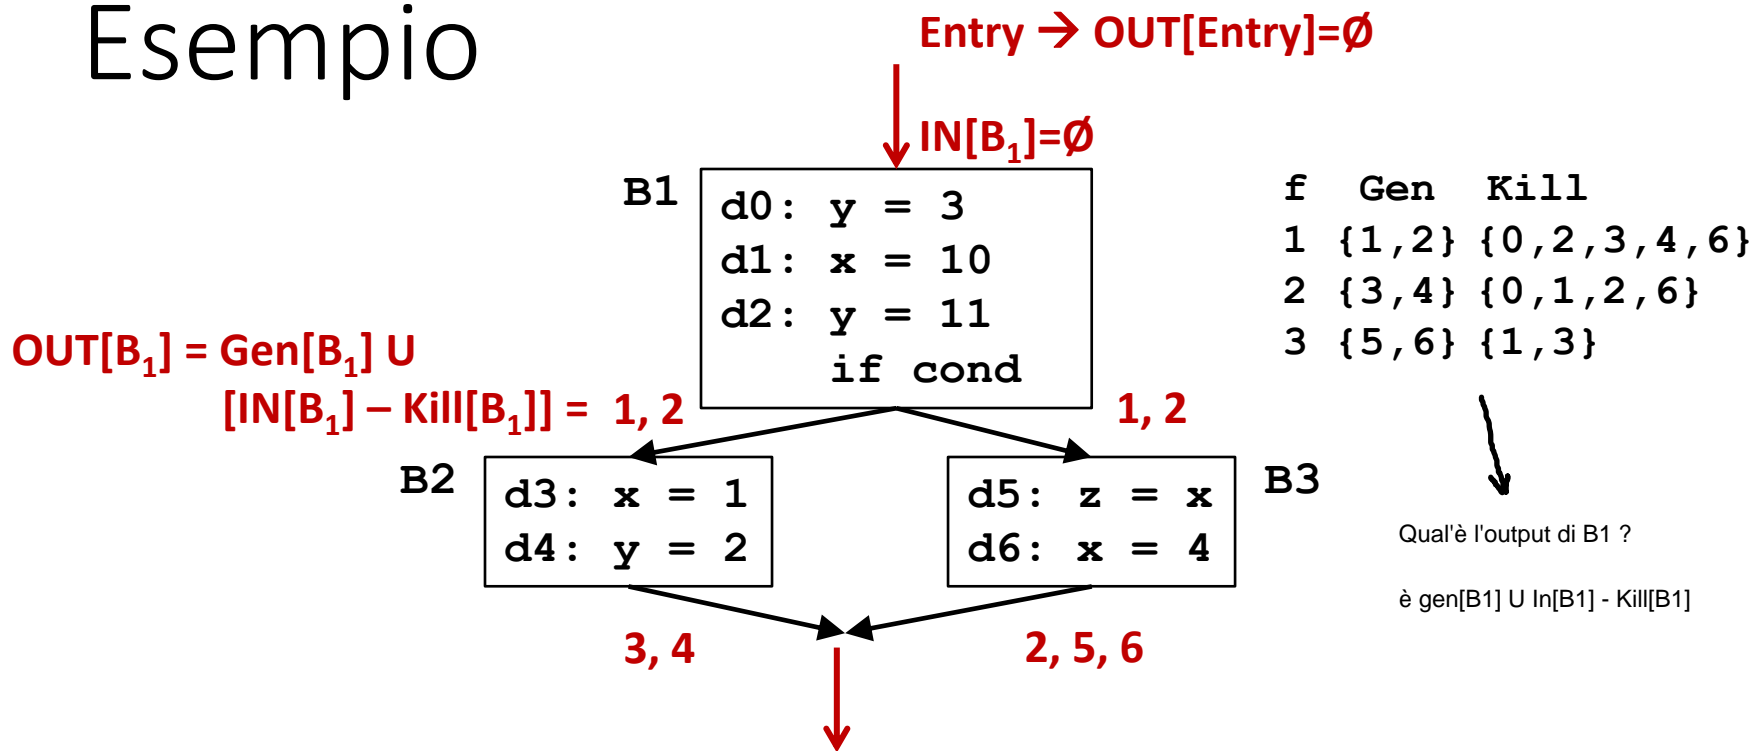 Esempio
Entry → OUT[Entry]=Ø
IN[B1]=Ø
B1
d0: y = 3
d1: x = 10
d2: y = 11
if cond
f Gen Kill
1 {1,2} {0,2,3,4,6}
2 {3,4} {0,1,2,6}
3 {5,6} {1,3}
OUT[B1] = Gen[B1] U
[IN[B1] – Kill[B1]] = 1, 2
1, 2
B2
d3: x = 1
d4: y = 2
B3
d5: z = x
d6: x = 4
3, 4
2, 5, 6
Qual'è l'output di B1 ?
è gen[B1] U In[B1] - Kill[B1]